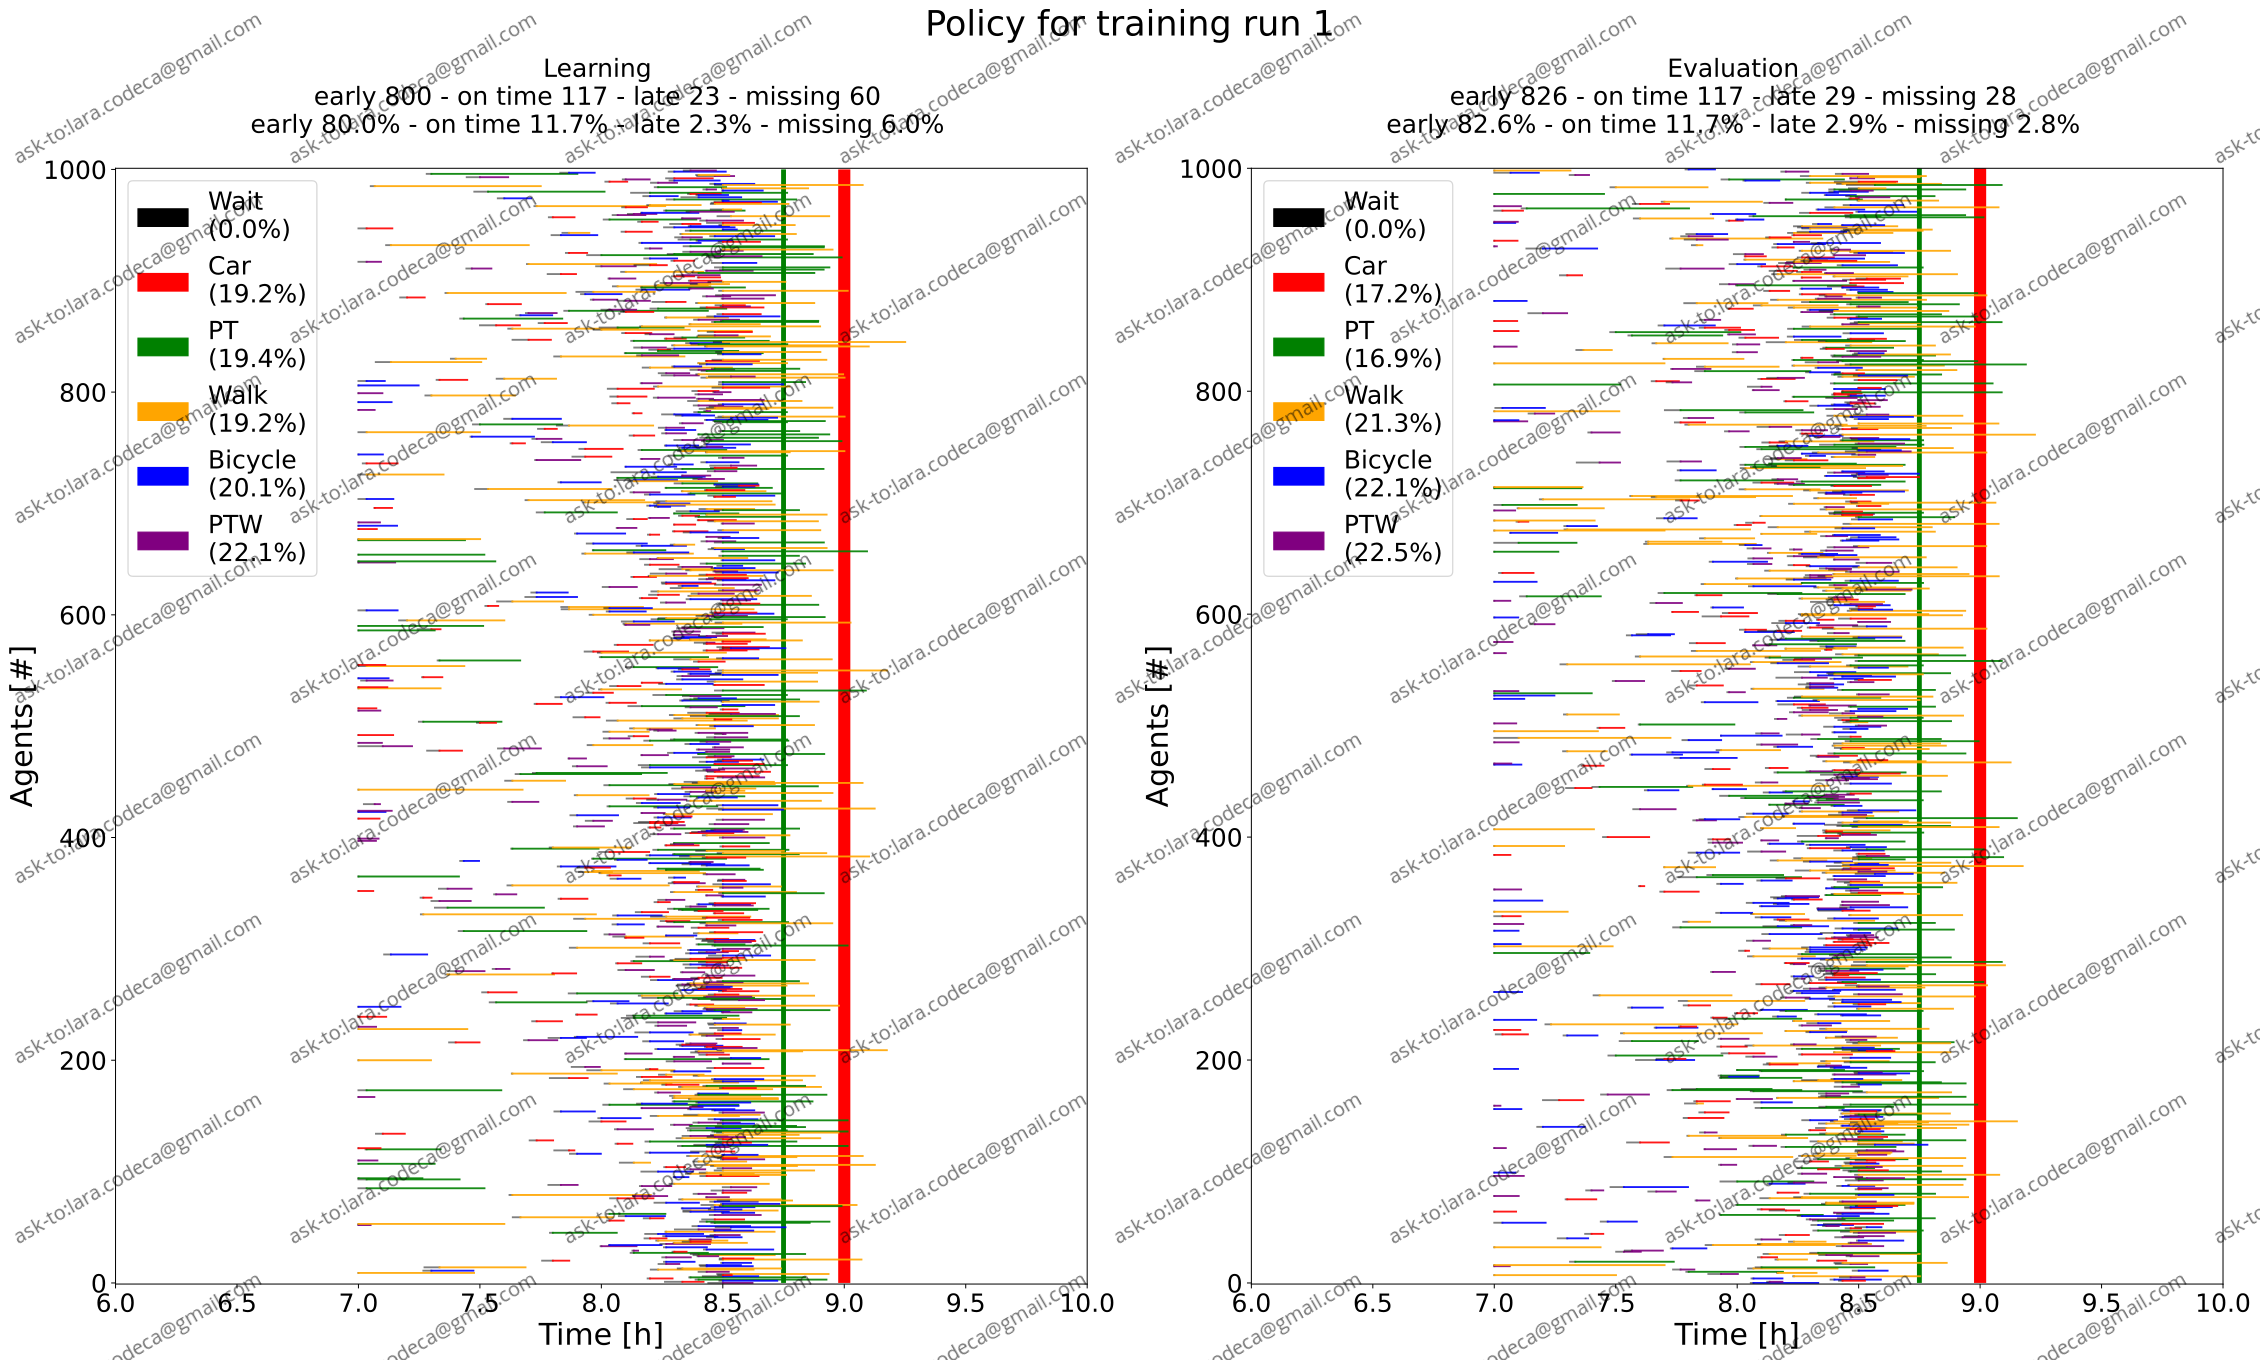 Policy for training run 1
Learning
early 800 - on time 117 - late 23 - missing 60
early 80.0% - on time 11.7% - late 2.3% - missing 6.0%
Wait
(0.0%)
Car
(19.2%)
PT
(19.4%)
Walk
(19.2%)
Bicycle
(20.1%)
PTW
(22.1%)
1000
800
600
400
200
0
Agents [#]
6.0 6.5 7.0 7.5 8.0 8.5 9.0 9.5 10.0
Time [h]
Evaluation
early 826 - on time 117 - late 29 - missing 28
early 82.6% - on time 11.7% - late 2.9% - missing 2.8%
Wait
(0.0%)
Car
(17.2%)
PT
(16.9%)
Walk
(21.3%)
Bicycle
(22.1%)
PTW
(22.5%)
1000
800
600
400
200
0
Agents [#]
6.0 6.5 7.0 7.5 8.0 8.5 9.0 9.5 10.0
Time [h]
ask-to:lara.codeca@gmail.com